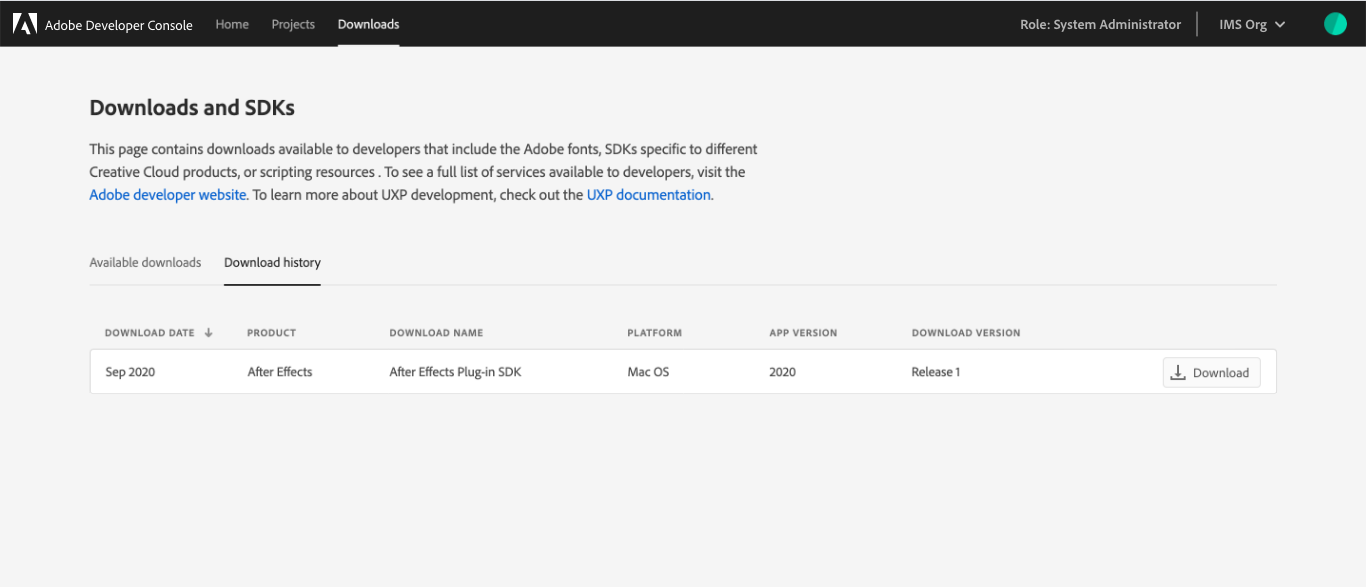 Adobe Developer Console Home Projects Downloads Role: System Administrator IMS Org
Downloads and SDKs
This page contains downloads available to developers that include the Adobe fonts, SDKs specific to different
Creative Cloud products, or scripting resources . To see a full list of services available to developers, visit the
Adobe developer website. To learn more about UXP development, check out the UXP documentation.
Available downloads Download history
DOWNLOAD DATE PRODUCT DOWNLOAD NAME PLATFORM APP VERSION DOWNLOAD VERSION
Sep 2020 After Effects After Effects Plug-in SDK Mac OS 2020 Release 1 Download